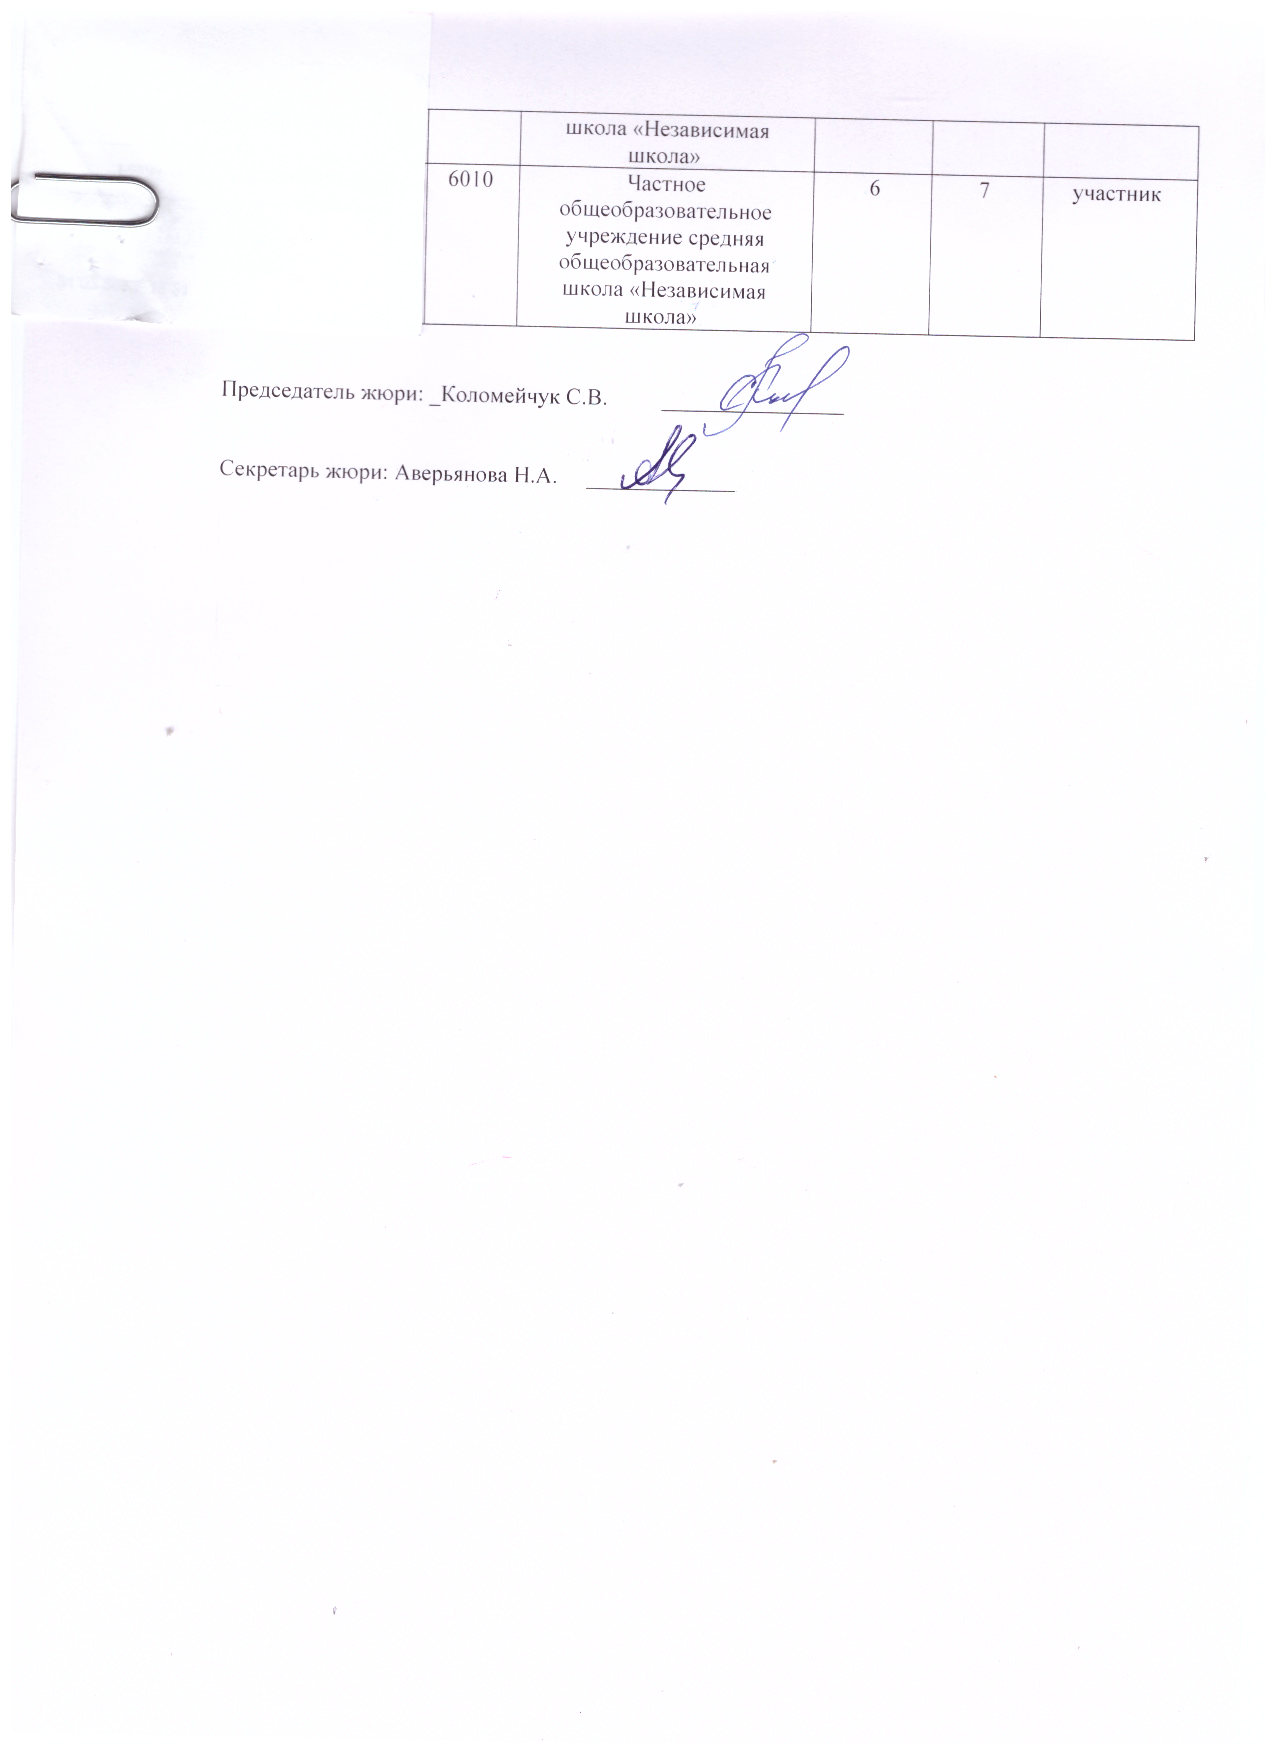 школа «Независимая
школа»
6010 Частное 6 7 участник
общеобразовательное
учреждение средняя
общеобразовательная
школа «Независимая
школа»
Председатель жюри: _Коломейчук С.В. 
Секретарь жюри: Аверьянова Н.А.